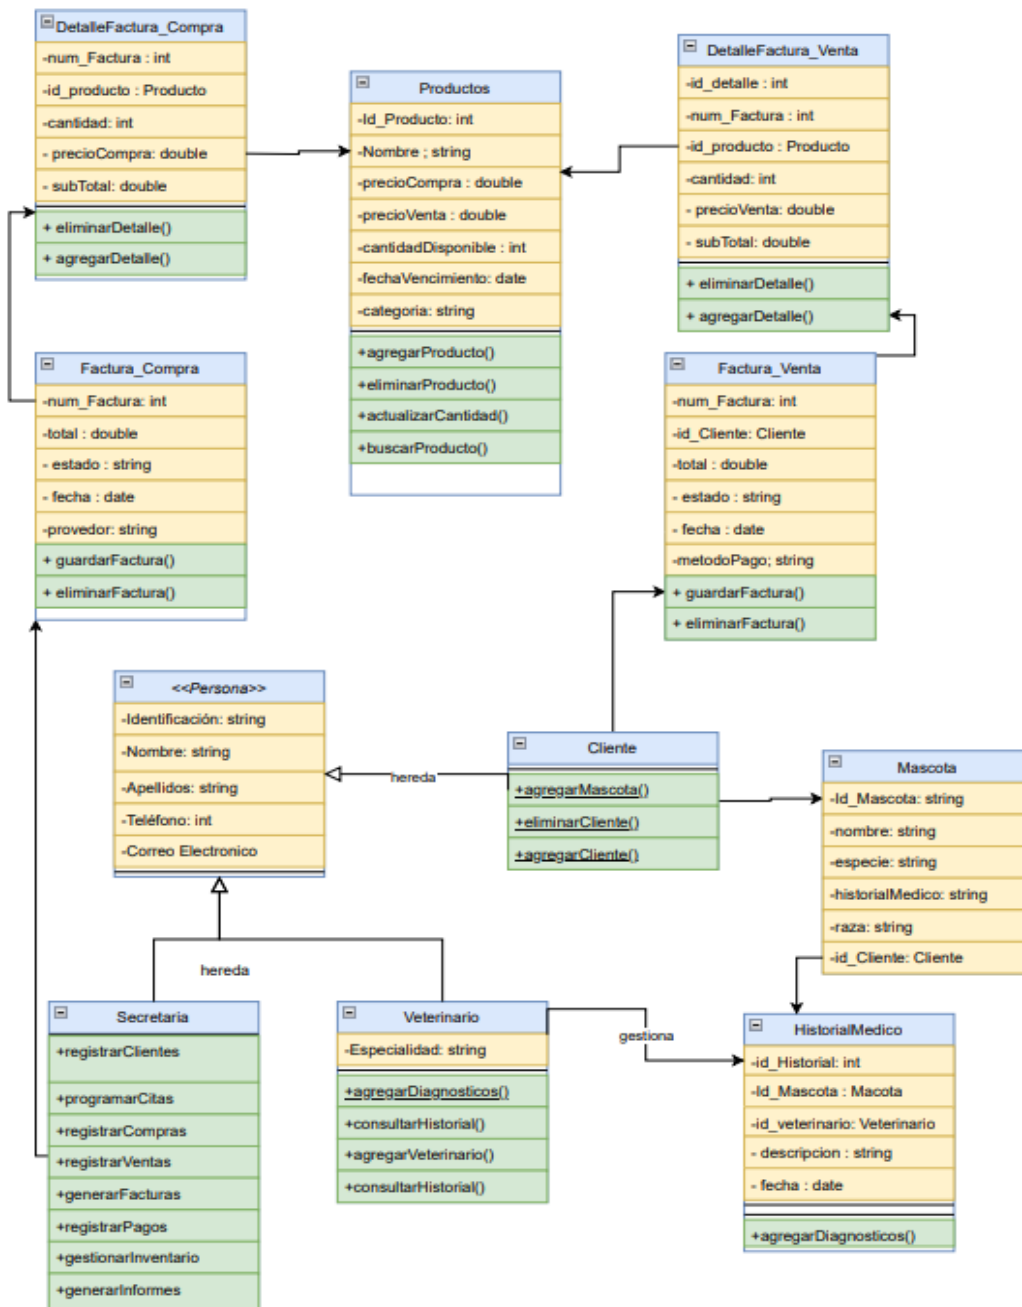 DetalleFactura_Compra
-num_Factura : int
-id_producto : Producto
-cantidad: int
- precioCompra: double
- subTotal: double
+ eliminarDetalle()
+ agregarDetalle()
Productos
-Id_Producto: int
-Nombre ; string
-precioCompra : double
-precioVenta : double
-cantidadDisponible : int
-fechaVencimiento: date
-categoria: string
+agregarProducto()
+eliminarProducto()
+actualizarCantidad()
+buscarProducto()
DetalleFactura_Venta
-id_detalle : int
-num_Factura : int
-id_producto : Producto
-cantidad: int
- precioVenta: double
- subTotal: double
+ eliminarDetalle()
+ agregarDetalle()
Factura_Compra
-num_Factura: int
-total : double
- estado : string
- fecha : date
-provedor: string
+ guardarFactura()
+ eliminarFactura()
Factura_Venta
-num_Factura: int
-id_Cliente: Cliente
-total : double
- estado : string
- fecha : date
-metodoPago; string
+ guardarFactura()
+ eliminarFactura()
<<Persona>>
-Identificación: string
-Nombre: string
-Apellidos: string
-Teléfono: int
-Correo Electronico
hereda
Cliente
+agregarMascota()
+eliminarCliente()
+agregarCliente()
Mascota
-Id_Mascota: string
-nombre: string
-especie: string
-historialMedico: string
-raza: string
-id_Cliente: Cliente
hereda
Secretaria
+registrarClientes
+programarCitas
+registrarCompras
+registrarVentas
+generarFacturas
+registrarPagos
+gestionarInventario
+generarInformes
Veterinario
-Especialidad: string
+agregarDiagnosticos()
+consultarHistorial()
+agregarVeterinario()
+consultarHistorial()
gestiona
HistorialMedico
-id_Historial: int
-Id_Mascota : Macota
-id_veterinario: Veterinario
- descripcion : string
- fecha : date
+agregarDiagnosticos()